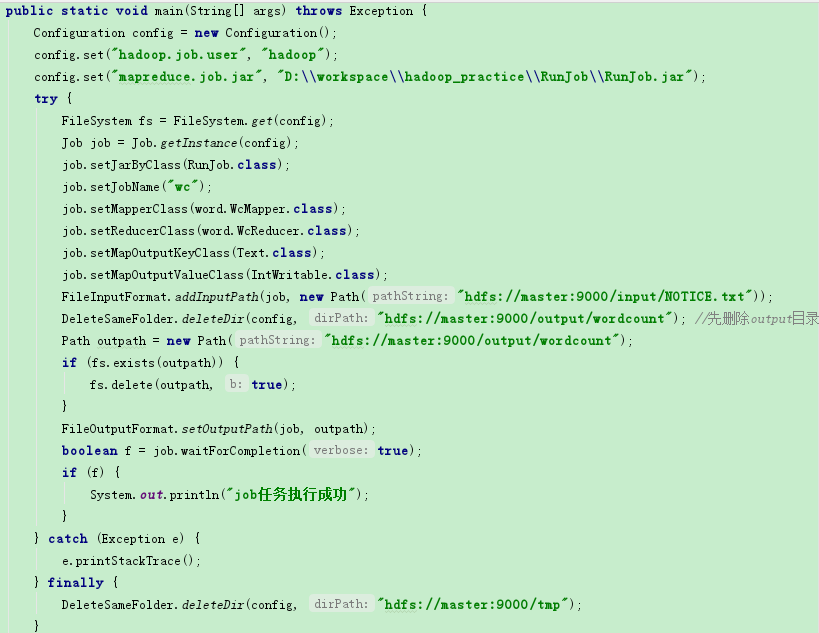 public static void main(String[] args) throws Exception {
Configuration config = new Configuration();
config.set("hadoop.job.user", "hadoop");
config.set("mapreduce.job.jar", "D:\\workspace\\hadoop_practice\\RunJob\\RunJob.jar");
try {
FileSystem fs = FileSystem.get(config);
Job job = Job.getInstance(config);
job.setJarByClass(RunJob.class);
job.setJobName("wc");
job.setMapperClass(word.WcMapper.class);
job.setReducerClass(word.WcReducer.class);
job.setMapOutputKeyClass(Text.class);
job.setMapOutputValueClass(IntWritable.class);
FileInputFormat.addInputPath(job, new Path( pathString: "hdfs://master:9000/input/NOTICE.txt"));
DeleteSameFolder.deleteDir(config, dirPath: "hdfs://master:9000/output/wordcount"); //先删除output目录
Path outpath = new Path( pathString: "hdfs://master:9000/output/wordcount");
if (fs.exists(outpath)) {
fs.delete(outpath, b: true);
}
FileOutputFormat.setOutputPath(job, outpath);
boolean f = job.waitForCompletion( verbose: true);
if (f) {
System.out.println("job任务执行成功");
}
} catch (Exception e) {
e.printStackTrace();
} finally {
DeleteSameFolder.deleteDir(config, dirPath: "hdfs://master:9000/tmp");
}